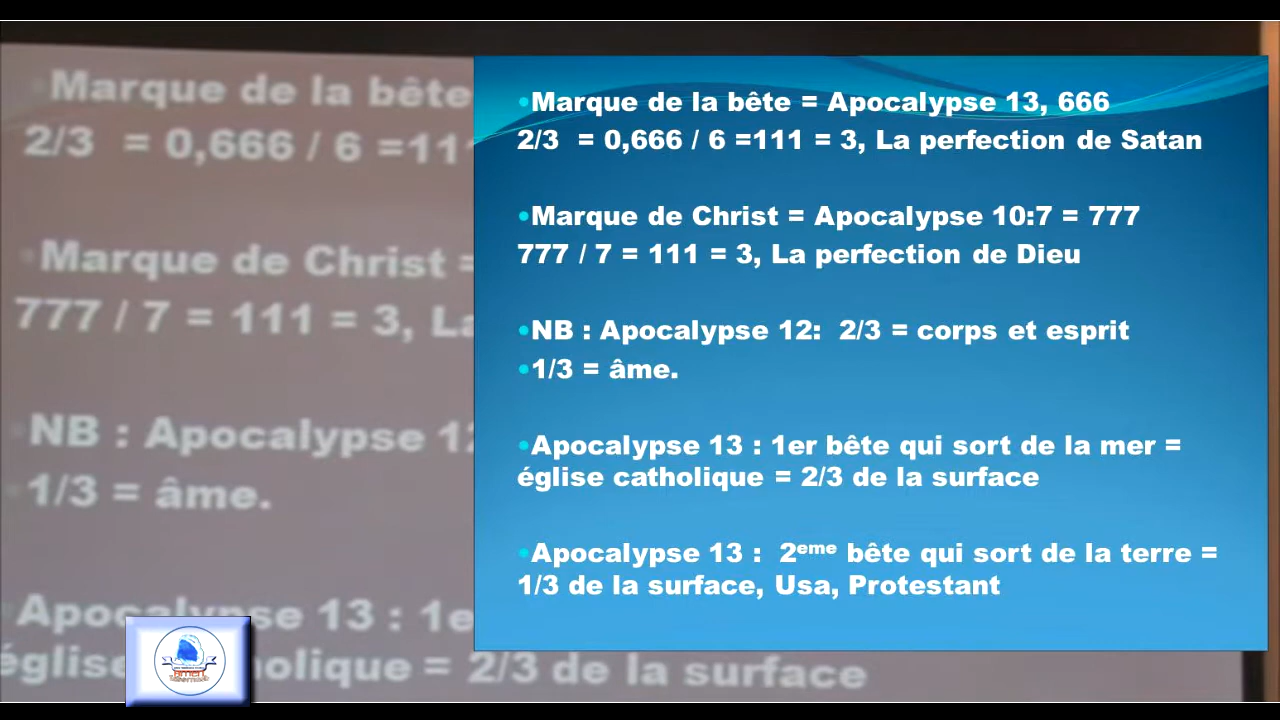 •Marque de la bête
2/3 = 0,666 / 6 =11
•Marque de Christ =
777 / 7 = 111 = 3, La
•NB : Apocalypse 12
•1/3 = âme.
Apocalypse 13 : 1e
église catholique = 2/3 de la surface
•Marque de la bête = Apocalypse 13, 666
2/3 = 0,666 / 6 =111 = 3, La perfection de Satan
•Marque de Christ = Apocalypse 10:7 = 777
777 / 7 = 111 = 3, La perfection de Dieu
•NB : Apocalypse 12: 2/3 = corps et esprit
•1/3 = âme.
•Apocalypse 13 : 1er bête qui sort de la mer =
église catholique = 2/3 de la surface
•Apocalypse 13 : 2eme bête qui sort de la terre =
1/3 de la surface, Usa, Protestant